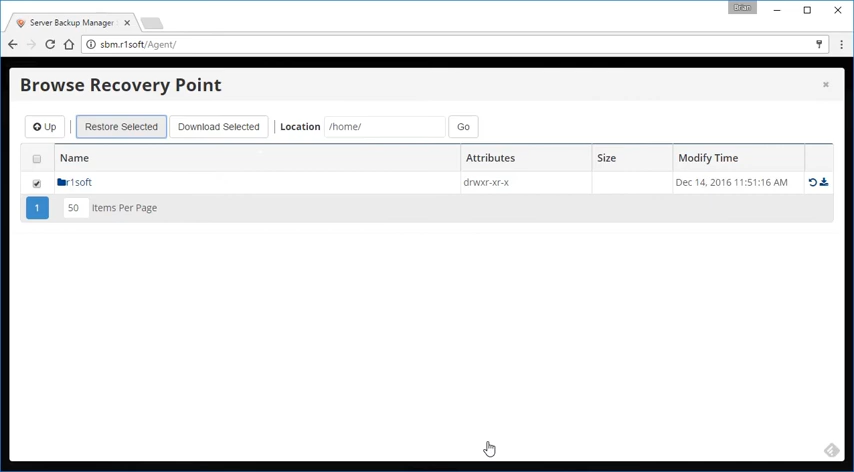 Brian
Server Backup Manager
sbm.r1soft/Agent/
Browse Recovery Point
Up | Restore Selected Download Selected | Location /home/ Go
Name Attributes Size Modify Time
r1soft drwxr-xr-x Dec 14, 2016 11:51:16 AM
1 50 Items Per Page